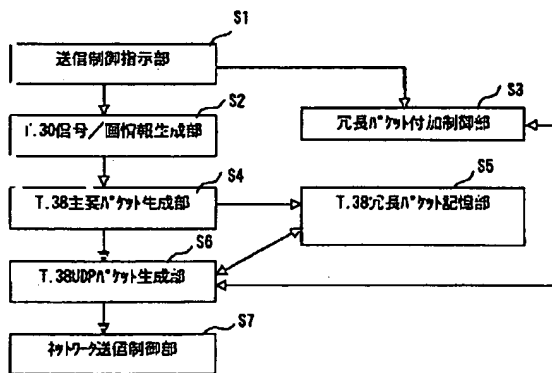 S1
送信制御指示部
S2
T.30信号／画情報生成部
S3
冗長パケット付加制御部
S4
T.38主要パケット生成部
S5
T.38冗長パケット記憶部
S6
T.38UDPパケット生成部
S7
ネットワーク送信制御部